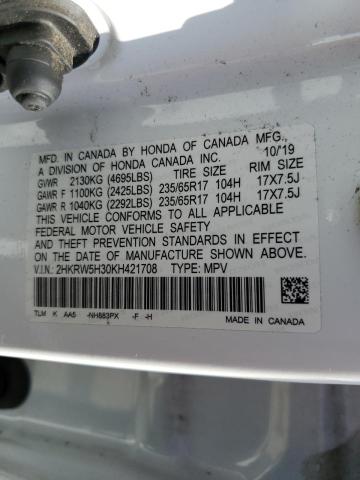 MFD. IN CANADA BY HONDA OF CANADA MFG.,
A DIVISION OF HONDA CANADA INC. 10/19
GVWR 2130KG (4695LBS) TIRE SIZE RIM SIZE
GAWR F 1100KG (2425LBS) 235/65R17 104H 17X7.5J
GAWR R 1040KG (2292LBS) 235/65R17 104H 17X7.5J
THIS VEHICLE CONFORMS TO ALL APPLICABLE
FEDERAL MOTOR VEHICLE SAFETY
STANDARDS IN EFFECT ON THE
DATE OF MANUFACTURE SHOWN ABOVE.
V.I.N.: 2HKRW5H30KH421708 TYPE: MPV
TLM K AA5 -NH883PX -F -H MADE IN CANADA